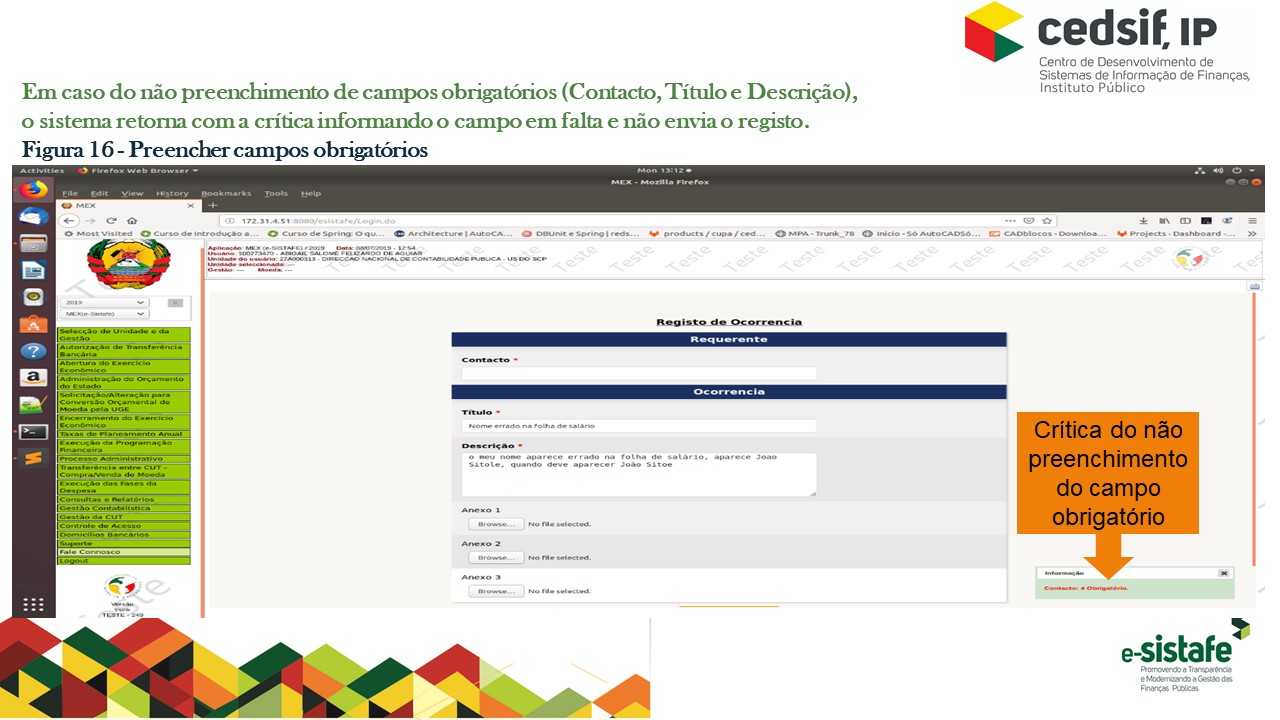 cedsif, IP
Centro de Desenvolvimento de
Sistemas de Informação de Finanças,
Instituto Público
Em caso do não preenchimento de campos obrigatórios (Contacto, Título e Descrição),
o sistema retorna com a crítica informando o campo em falta e não envia o registo.
Figura 16 - Preencher campos obrigatórios
Activities Firefox Web Browser Mon 13:12
MEX - Mozilla Firefox
File Edit View History Bookmarks Tools Help
MEX
172.31.4.51:8080/esistafe/Login.do
Most Visited Curso de Introdução a... Curso de Spring: O qu... Architecture | AutoCA... DBUnit e Spring | reds... products / cupa / ced... MPA - Trunk_78 Início - Só AutoCADSó... CADblocos - Downloa... Projects · Dashboard ·...
Aplicação: MEX (e-SISTAFE) r2019 Data: 08/07/2019 - 12:54
Usuário: 100273470 - ABIGAIL SALOME FELIZARDO DE AGUIAR
Unidade do usuário: 27A000313 - DIRECCAO NACIONAL DE CONTABILIDADE PUBLICA - US DO SCP
Unidade seleccionada: ---
Gestão: --- Moeda: ---
Teste Teste Teste Teste Teste Teste Teste Teste
2019
MEX(e-Sistafe)
Selecção de Unidade e da
Gestão
Autorização de Transferência
Bancária
Abertura do Exercício
Económico
Administração do Orçamento
do Estado
Solicitação/Alteração para
Conversão Orçamental de
Moeda pela UGE
Encerramento do Exercício
Económico
Taxas de Planeamento Anual
Execução da Programação
Financeira
Processo Administrativo
Transferência entre CUT -
Compra/Venda de Moeda
Execução das Fases da
Despesa
Consultas e Relatórios
Gestão Contabilística
Gestão da CUT
Controle de Acesso
Domicílios Bancários
Suporte
Fale Connosco
Logout
Versão
TESTE - 249
Registo de Ocorrencia
Requerente
Contacto *
Ocorrencia
Título *
Nome errado na folha de salário
Descrição *
o meu nome aparece errado na folha de salário, aparece Joao
Sitole, quando deve aparecer João Sitoe
Anexo 1
Browse... No file selected.
Anexo 2
Browse... No file selected.
Anexo 3
Browse... No file selected.
Crítica do não
preenchimento
do campo
obrigatório
Informação
Contacto: é Obrigatório.
e-sistafe
Promovendo a Transparência
e Modernizando a Gestão das
Finanças Públicas